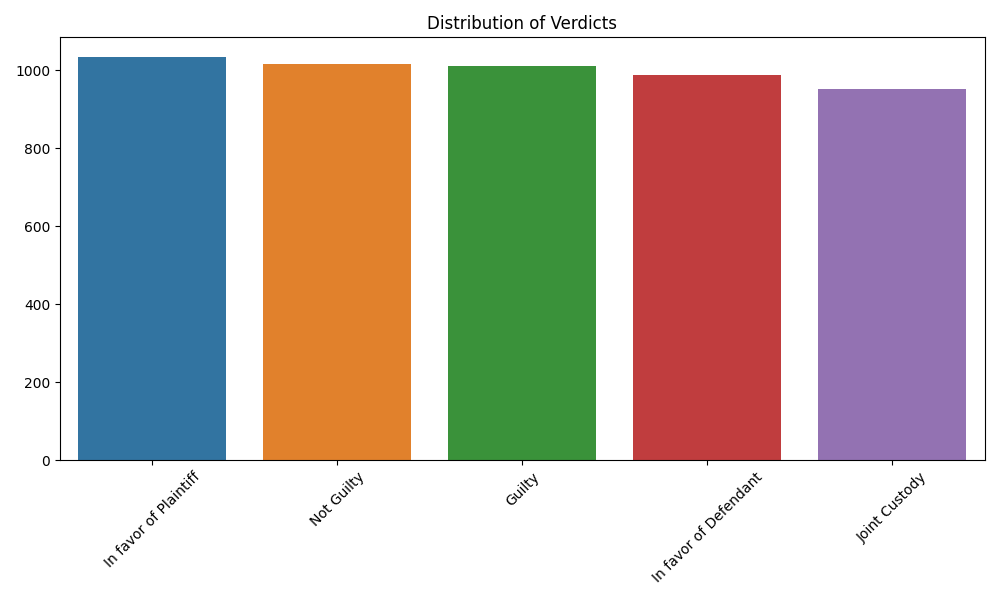 Distribution of Verdicts
1000
800
600
400
200
0
In favor of Plaintiff
Not Guilty
Guilty
In favor of Defendant
Joint Custody